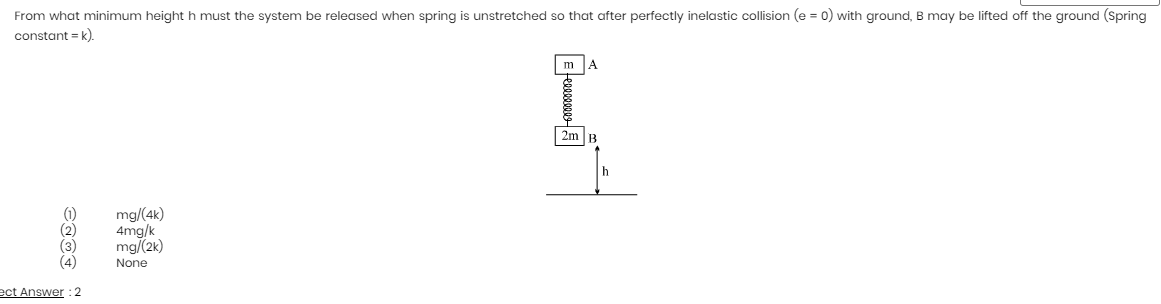 From what minimum height h must the system be released when spring is unstretched so that after perfectly inelastic collision (e = 0) with ground, B may be lifted off the ground (Spring
constant = k).
m A
2m B
h
(1) mg/(4k)
(2) 4mg/k
(3) mg/(2k)
(4) None
ect Answer : 2